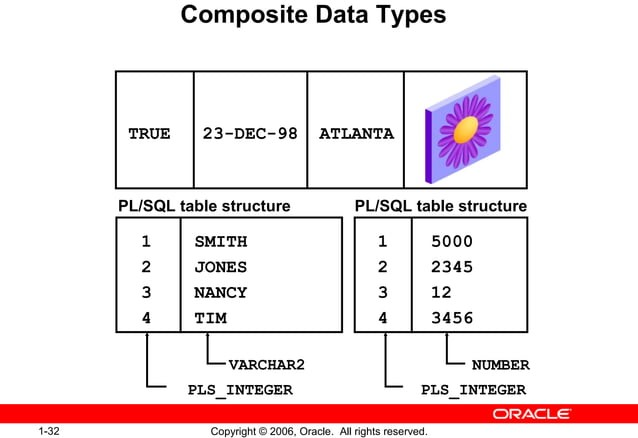 Composite Data Types
TRUE 23-DEC-98 ATLANTA
PL/SQL table structure PL/SQL table structure
1 SMITH 1 5000
2 JONES 2 2345
3 NANCY 3 12
4 TIM 4 3456
VARCHAR2 NUMBER
PLS_INTEGER PLS_INTEGER
ORACLE
1-32 Copyright © 2006, Oracle. All rights reserved.